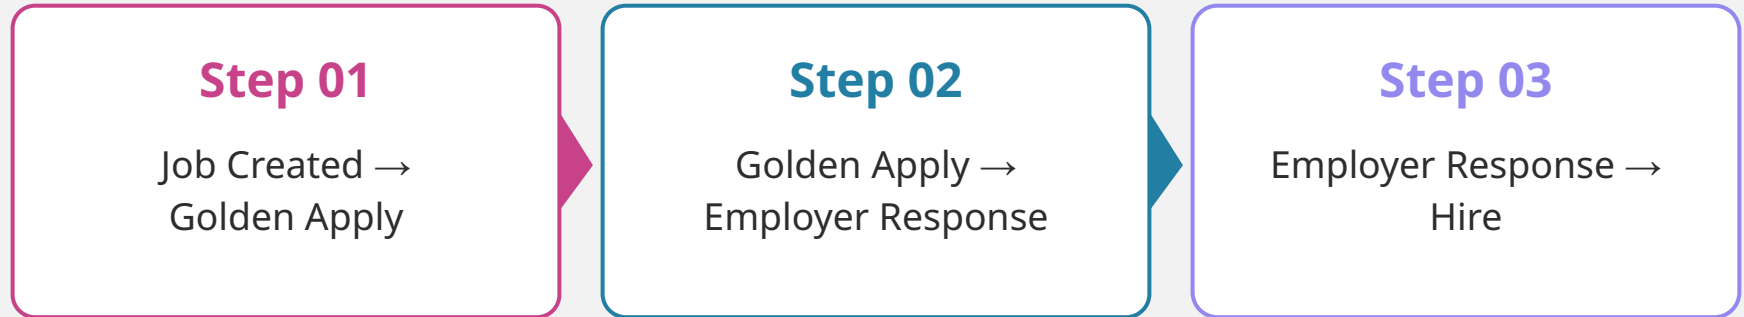 Step 01
Job Created →
Golden Apply
Step 02
Golden Apply →
Employer Response
Step 03
Employer Response →
Hire